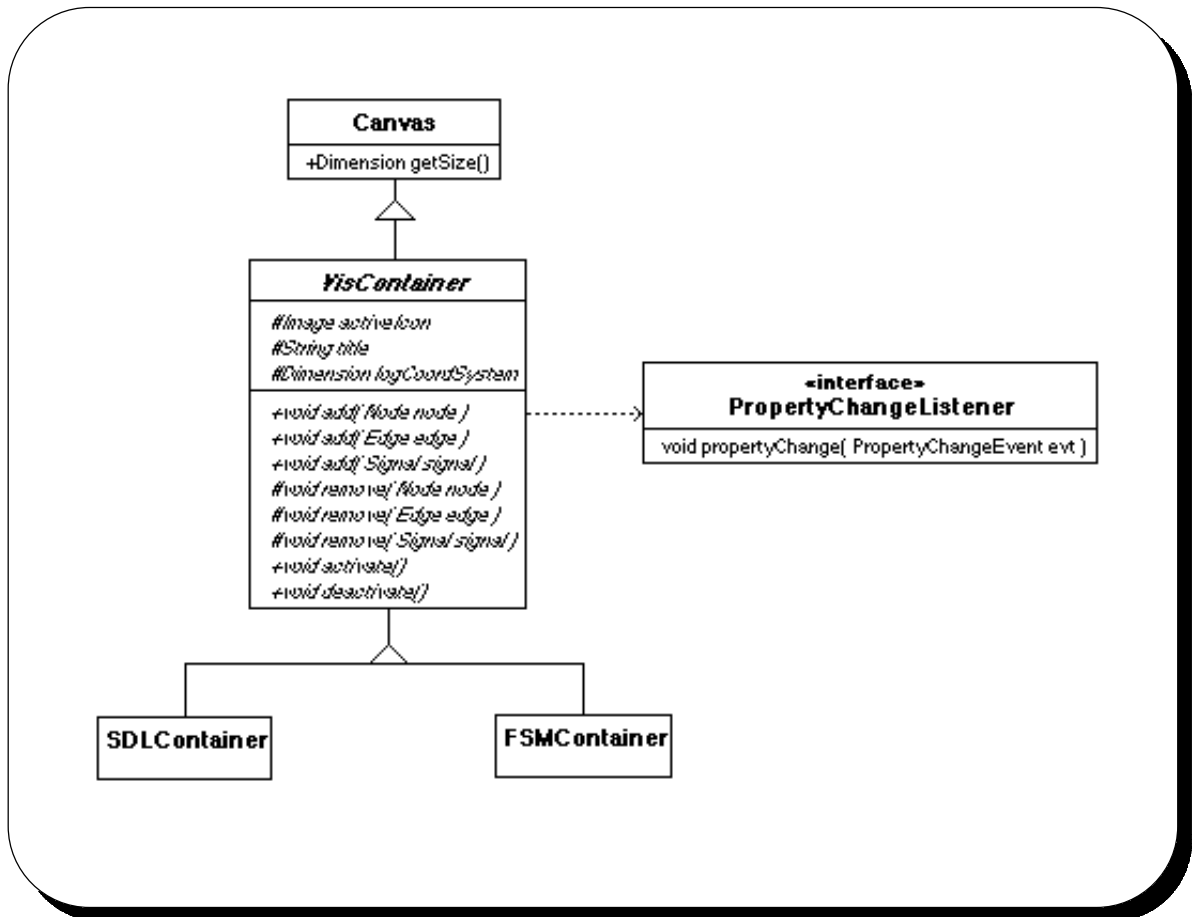 Canvas
+Dimension getSize()
VisContainer
#Image activeIcon
#String title
#Dimension logCoordSystem
+void add( Node node )
+void add( Edge edge )
+void add( Signal signal )
#void remove( Node node )
#void remove( Edge edge )
#void remove( Signal signal )
+void activate()
+void deactivate()
«interface»
PropertyChangeListener
void propertyChange( PropertyChangeEvent evt )
SDLContainer
FSMContainer